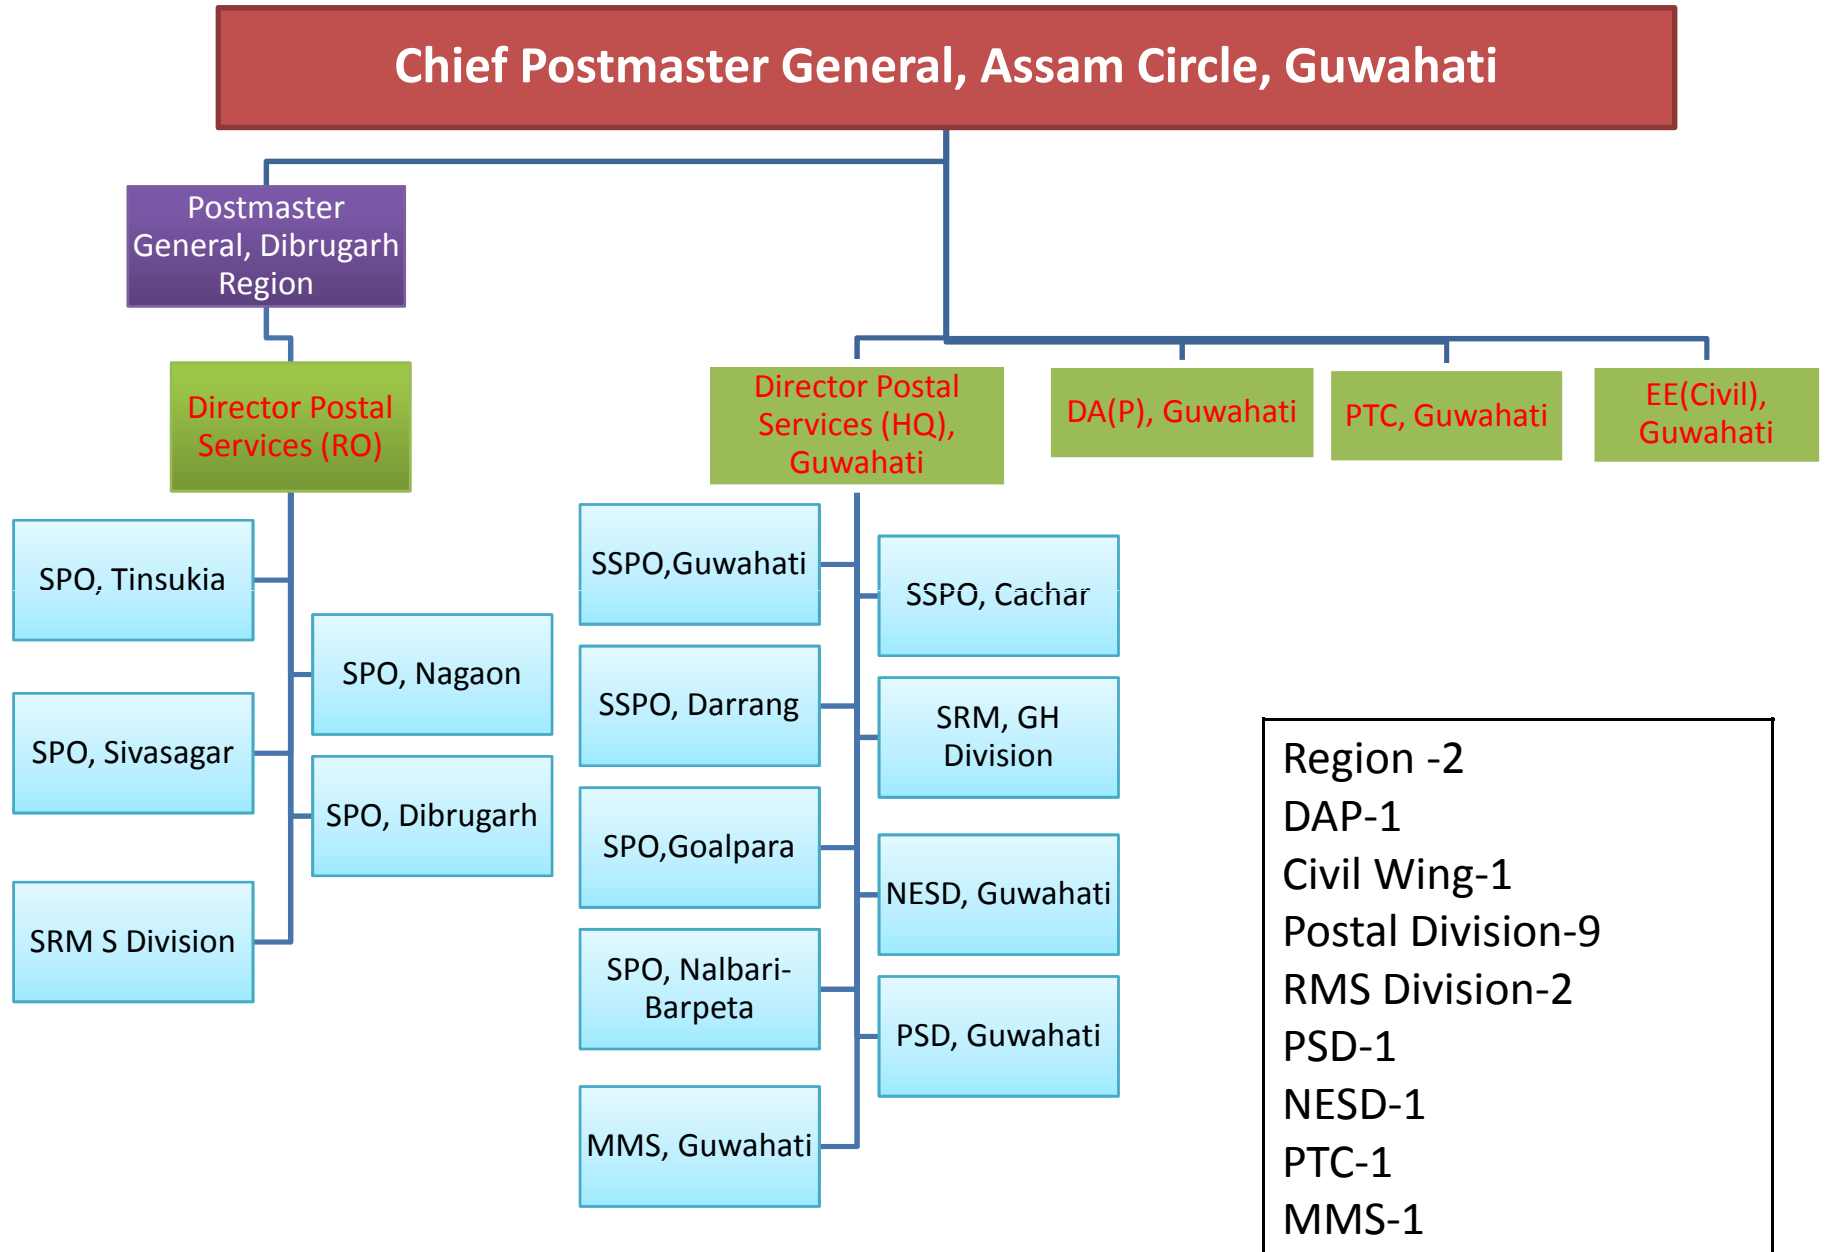 Chief Postmaster General, Assam Circle, Guwahati
Postmaster
General, Dibrugarh
Region
Director Postal
Services (RO)
Director Postal
Services (HQ),
Guwahati
DA(P), Guwahati
PTC, Guwahati
EE(Civil),
Guwahati
SPO, Tinsukia
SPO, Nagaon
SPO, Sivasagar
SPO, Dibrugarh
SRM S Division
SSPO,Guwahati
SSPO, Cachar
SSPO, Darrang
SRM, GH
Division
SPO,Goalpara
NESD, Guwahati
SPO, Nalbari-
Barpeta
PSD, Guwahati
MMS, Guwahati
Region -2
DAP-1
Civil Wing-1
Postal Division-9
RMS Division-2
PSD-1
NESD-1
PTC-1
MMS-1